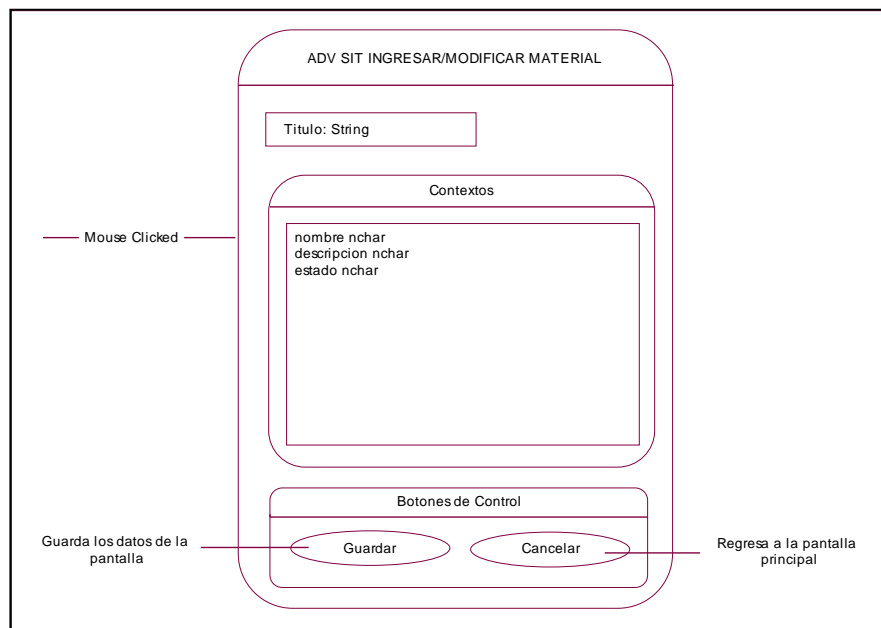 ADV SIT INGRESAR/MODIFICAR MATERIAL
Titulo: String
Contextos
Mouse Clicked
nombre nchar
descripcion nchar
estado nchar
Botones de Control
Guarda los datos de la
pantalla
Guardar
Cancelar
Regresa a la pantalla
principal